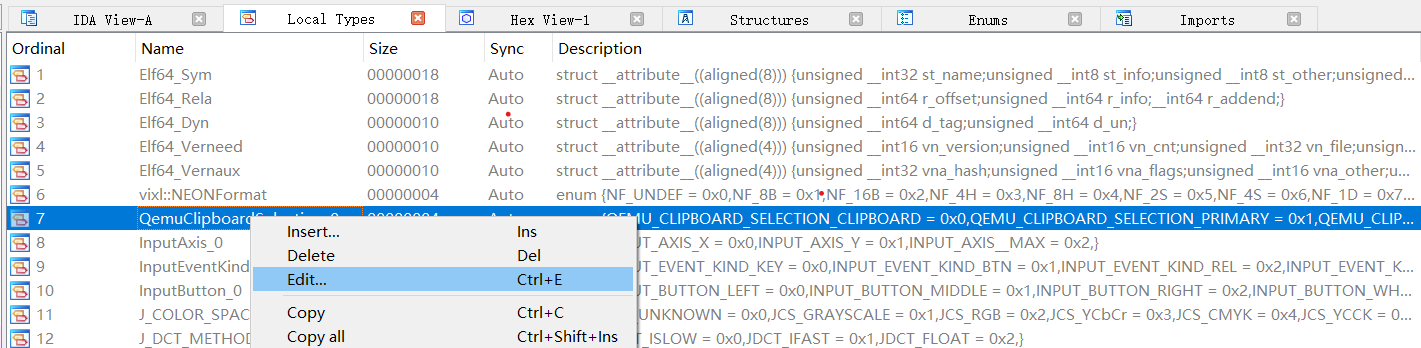 IDA View-A Local Types Hex View-1 Structures Enums Imports
Ordinal Name Size Sync Description
1 Elf64_Sym 00000018 Auto struct __attribute__((aligned(8))) {unsigned __int32 st_name;unsigned __int8 st_info;unsigned __int8 st_other;unsigned...
2 Elf64_Rela 00000018 Auto struct __attribute__((aligned(8))) {unsigned __int64 r_offset;unsigned __int64 r_info;__int64 r_addend;}
3 Elf64_Dyn 00000010 Auto struct __attribute__((aligned(8))) {unsigned __int64 d_tag;unsigned __int64 d_un;}
4 Elf64_Verneed 00000010 Auto struct __attribute__((aligned(4))) {unsigned __int16 vn_version;unsigned __int16 vn_cnt;unsigned __int32 vn_file;unsign...
5 Elf64_Vernaux 00000010 Auto struct __attribute__((aligned(4))) {unsigned __int32 vna_hash;unsigned __int16 vna_flags;unsigned __int16 vna_other;u...
6 vixl::NEONFormat 00000004 Auto enum {NF_UNDEF = 0x0,NF_8B = 0x1,NF_16B = 0x2,NF_4H = 0x3,NF_8H = 0x4,NF_2S = 0x5,NF_4S = 0x6,NF_1D = 0x7...
7 {QEMU_CLIPBOARD_SELECTION_CLIPBOARD = 0x0,QEMU_CLIPBOARD_SELECTION_PRIMARY = 0x1,QEMU_CLIP...
Insert... Ins
8 InputAxis_0 UT_AXIS_X = 0x0,INPUT_AXIS_Y = 0x1,INPUT_AXIS__MAX = 0x2,}
Delete Del
9 InputEventKind UT_EVENT_KIND_KEY = 0x0,INPUT_EVENT_KIND_BTN = 0x1,INPUT_EVENT_KIND_REL = 0x2,INPUT_EVENT_K...
Edit... Ctrl+E
10 InputButton_0 UT_BUTTON_LEFT = 0x0,INPUT_BUTTON_MIDDLE = 0x1,INPUT_BUTTON_RIGHT = 0x2,INPUT_BUTTON_WH...
11 J_COLOR_SPAC UNKNOWN = 0x0,JCS_GRAYSCALE = 0x1,JCS_RGB = 0x2,JCS_YCbCr = 0x3,JCS_CMYK = 0x4,JCS_YCCK = 0...
Copy Ctrl+C
12 J_DCT_METHOD T_ISLOW = 0x0,JDCT_IFAST = 0x1,JDCT_FLOAT = 0x2,}
Copy all Ctrl+Shift+Ins